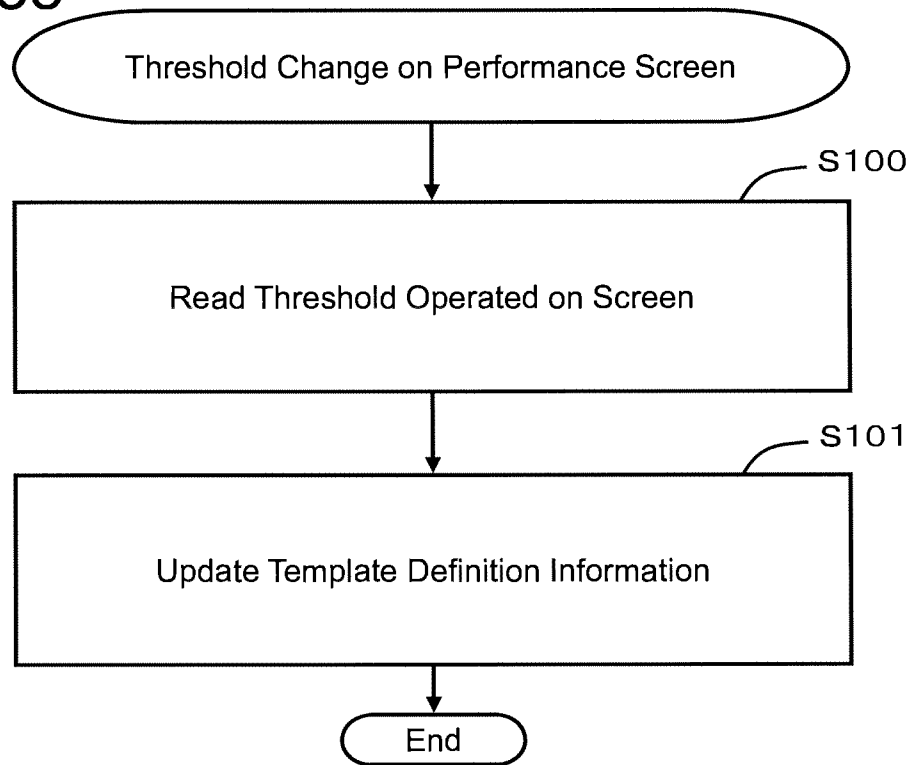 Threshold Change on Performance Screen
S100
Read Threshold Operated on Screen
S101
Update Template Definition Information
End